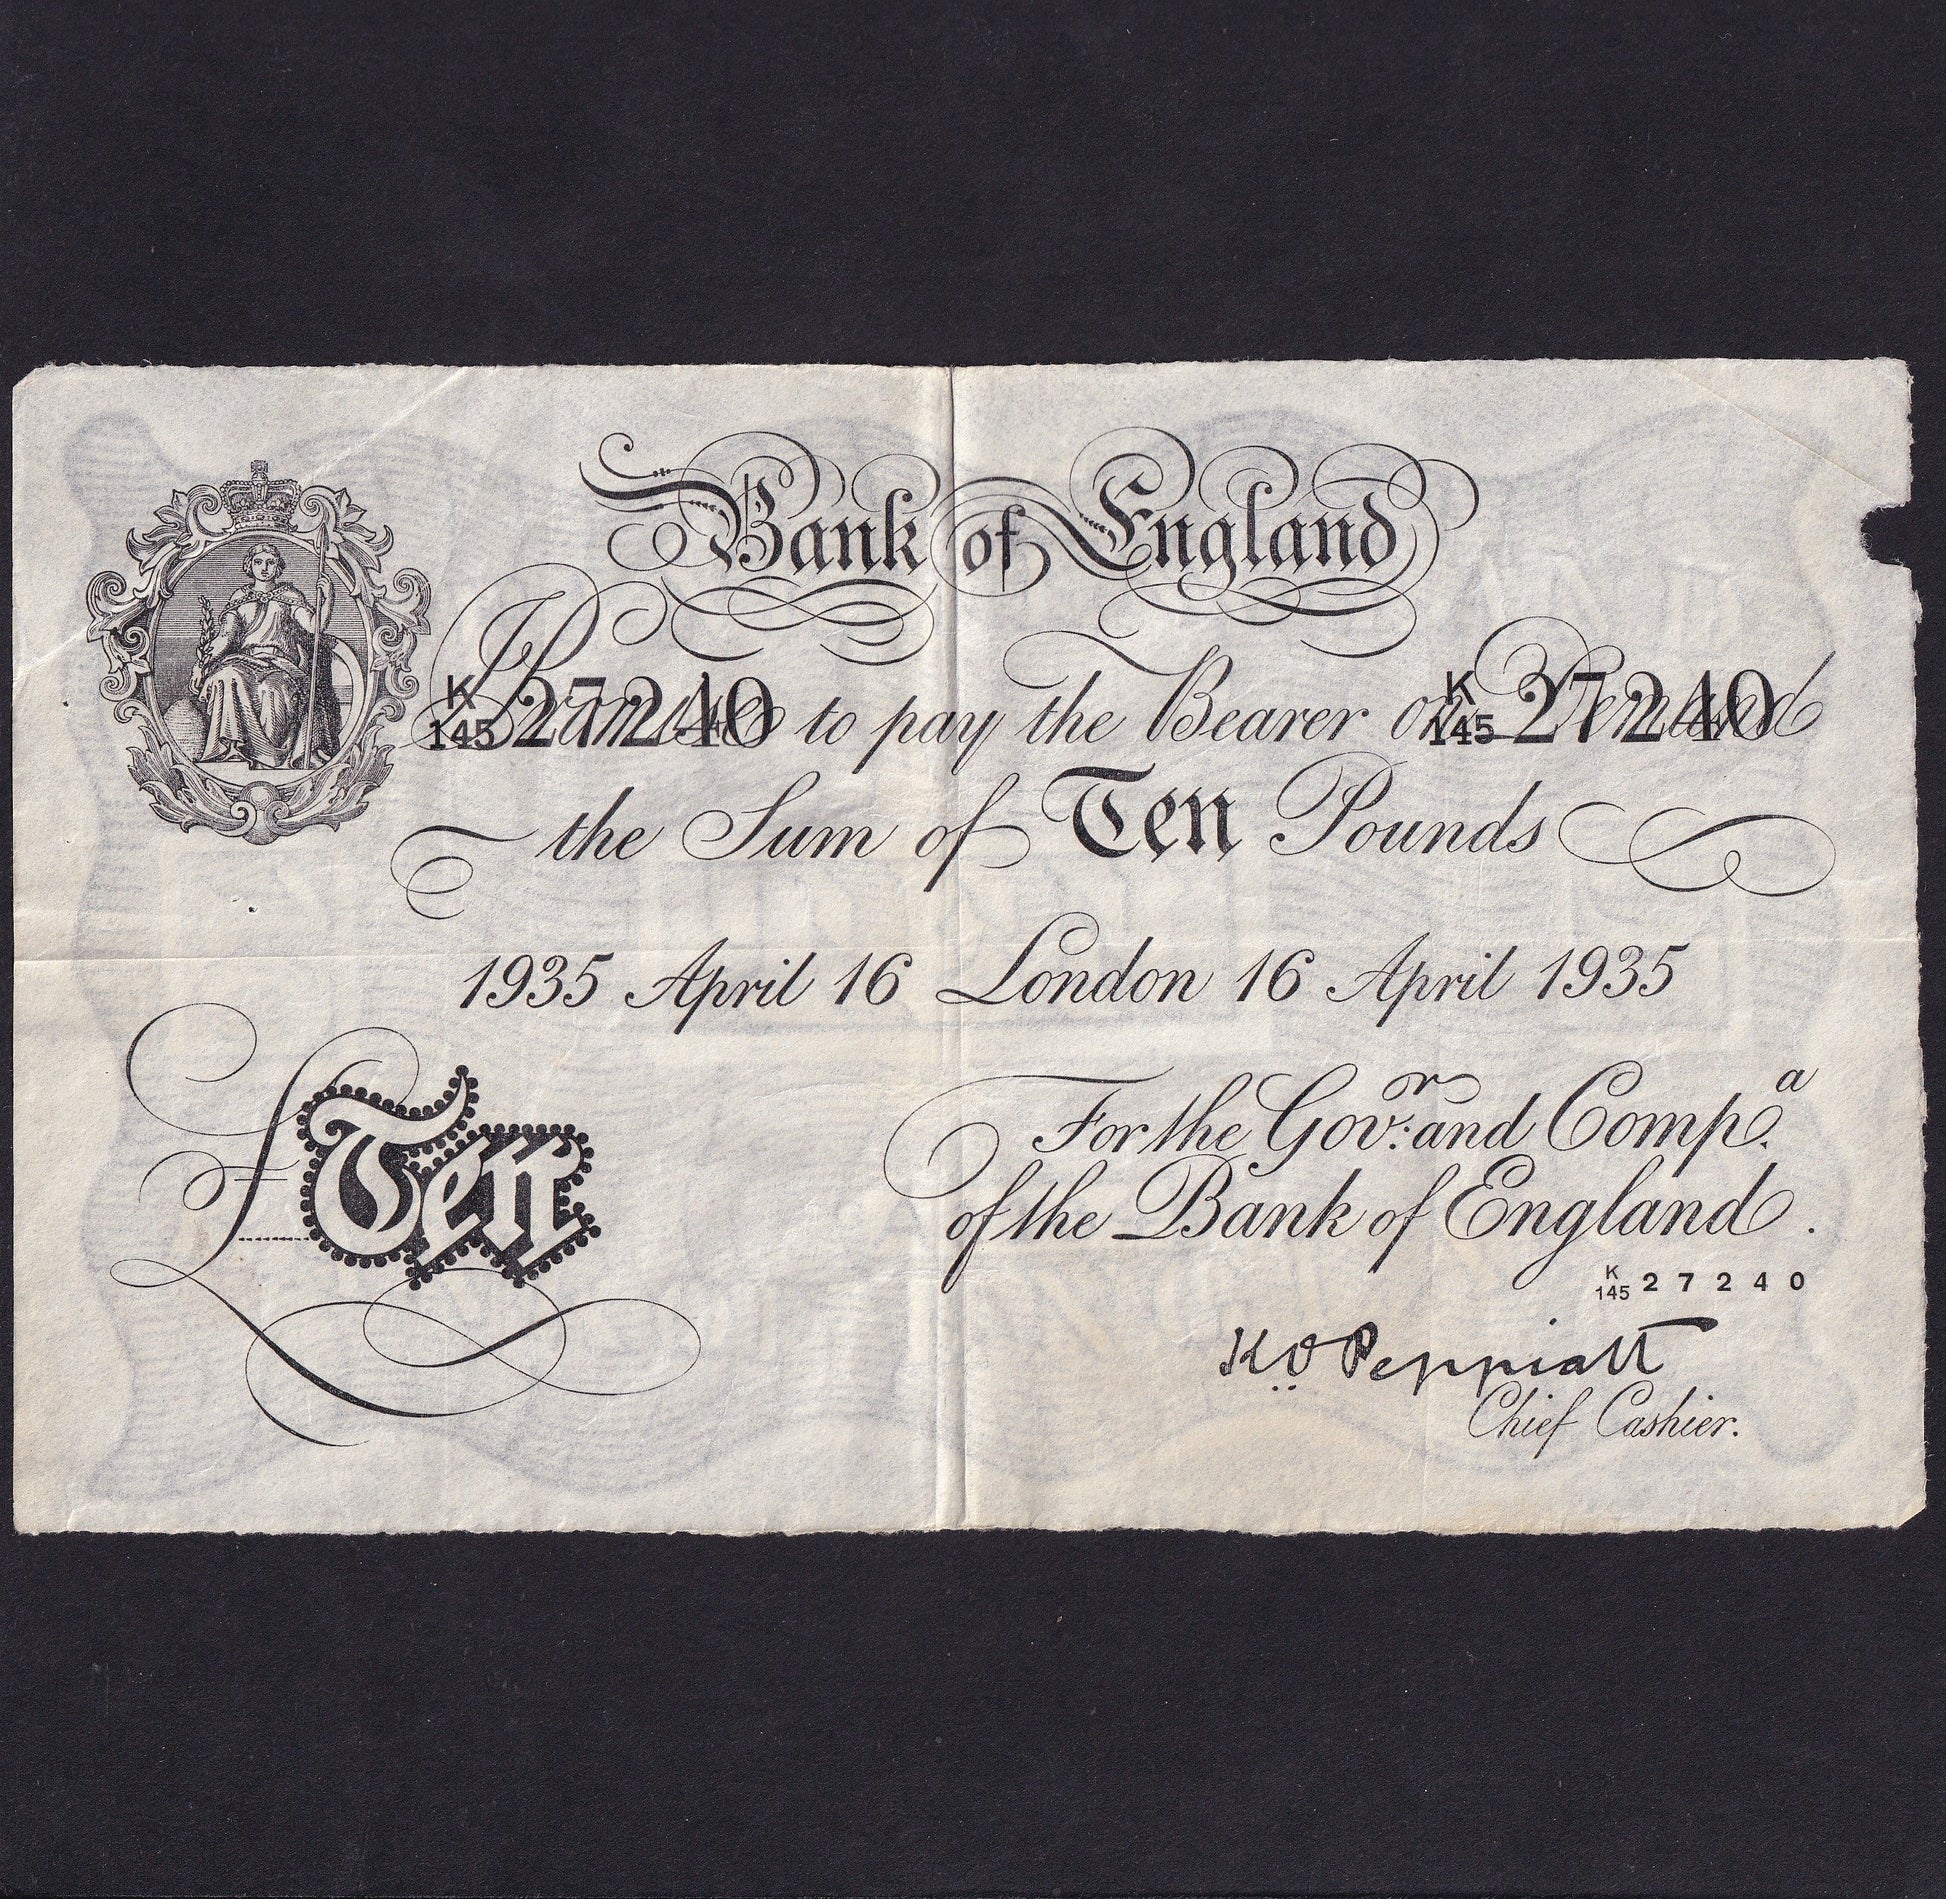 Bank of England
K/145 27240 I Promise to pay the Bearer on Demand K/145 27240
the Sum of Ten Pounds
1935 April 16 London 16 April 1935
£ Ten
For the Govr: and Compa.
of the Bank of England.
K/145 27240
K.O. Peppiatt
Chief Cashier.